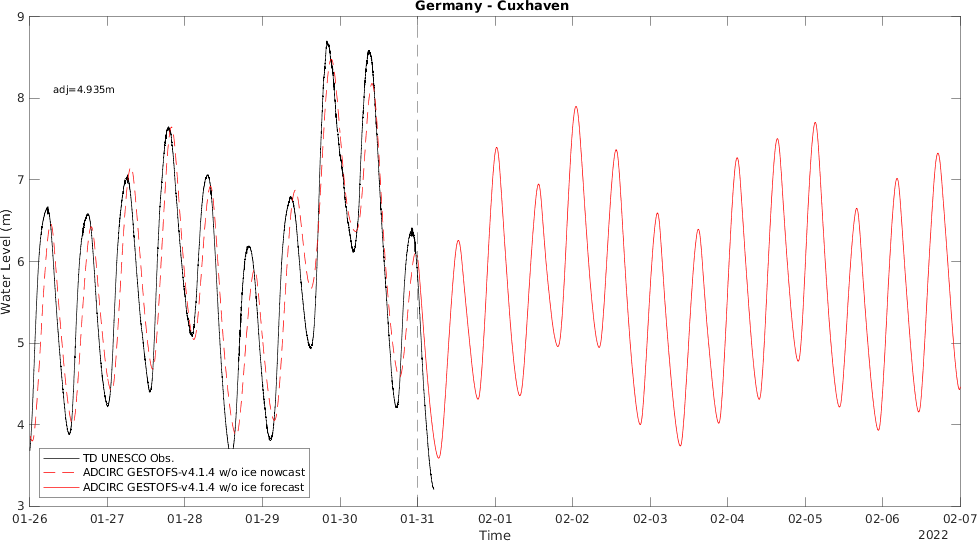 Germany - Cuxhaven
9
8
7
6
5
4
3
Water Level (m)
adj=4.935m
TD UNESCO Obs.
ADCIRC GESTOFS-v4.1.4 w/o ice nowcast
ADCIRC GESTOFS-v4.1.4 w/o ice forecast
01-26 01-27 01-28 01-29 01-30 01-31 02-01 02-02 02-03 02-04 02-05 02-06 02-07
Time
2022